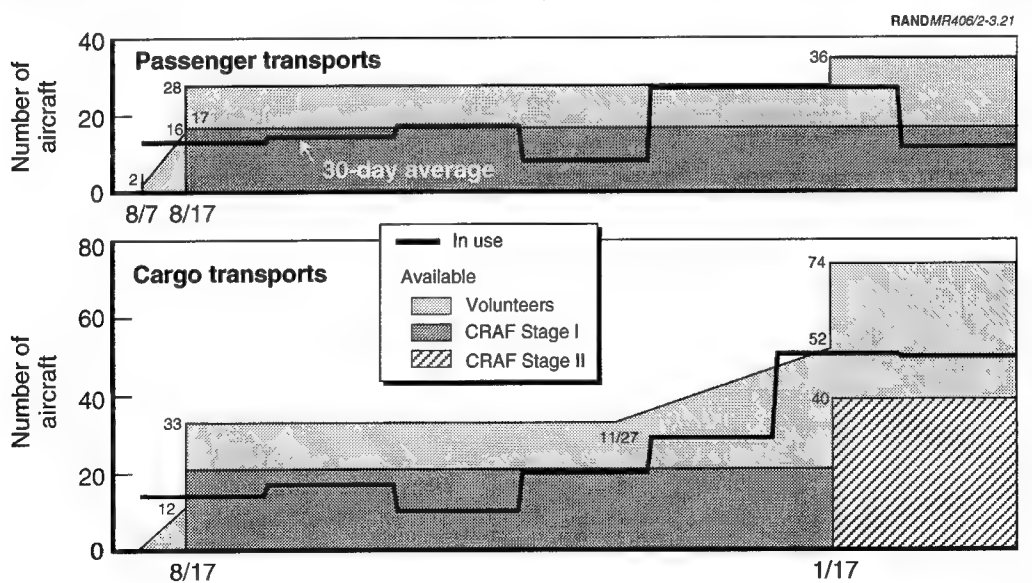 RANDMR406/2-3.21
Number of
aircraft
40
20
0
Passenger transports
36
28
17
16
2
30-day average
8/7 8/17
In use
Available
Volunteers
CRAF Stage I
CRAF Stage II
Number of
aircraft
80
60
40
20
0
Cargo transports
74
52
40
33
11/27
12
8/17
1/17